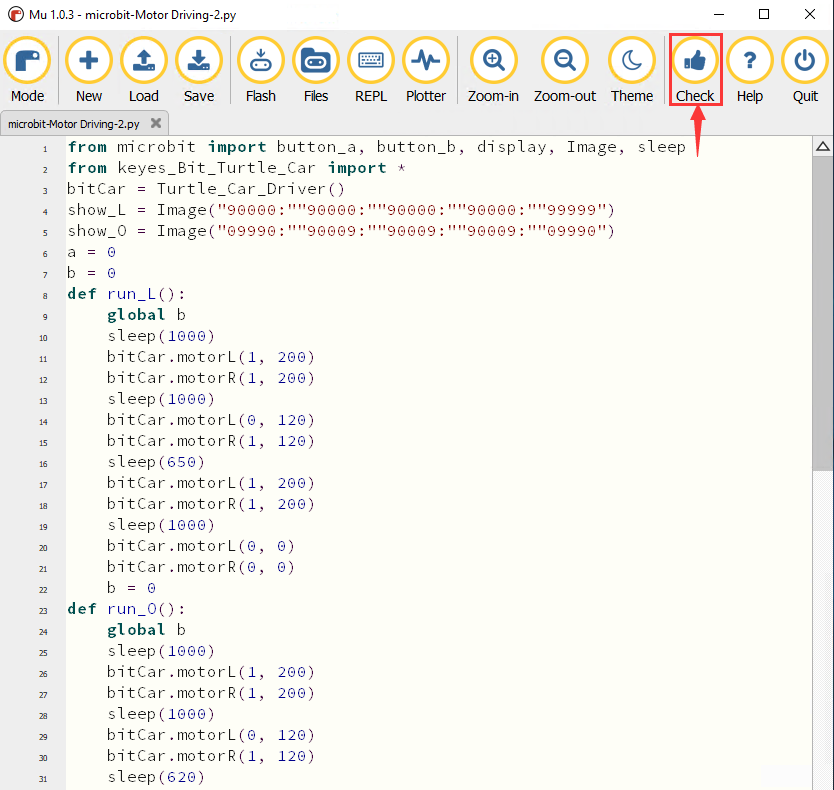 Mu 1.0.3 - microbit-Motor Driving-2.py
Mode New Load Save Flash Files REPL Plotter Zoom-in Zoom-out Theme Check Help Quit
microbit-Motor Driving-2.py
1 from microbit import button_a, button_b, display, Image, sleep
2 from keyes_Bit_Turtle_Car import *
3 bitCar = Turtle_Car_Driver()
4 show_L = Image("90000:""90000:""90000:""90000:""99999")
5 show_O = Image("09990:""90009:""90009:""90009:""09990")
6 a = 0
7 b = 0
8 def run_L():
9     global b
10     sleep(1000)
11     bitCar.motorL(1, 200)
12     bitCar.motorR(1, 200)
13     sleep(1000)
14     bitCar.motorL(0, 120)
15     bitCar.motorR(1, 120)
16     sleep(650)
17     bitCar.motorL(1, 200)
18     bitCar.motorR(1, 200)
19     sleep(1000)
20     bitCar.motorL(0, 0)
21     bitCar.motorR(0, 0)
22     b = 0
23 def run_O():
24     global b
25     sleep(1000)
26     bitCar.motorL(1, 200)
27     bitCar.motorR(1, 200)
28     sleep(1000)
29     bitCar.motorL(0, 120)
30     bitCar.motorR(1, 120)
31     sleep(620)